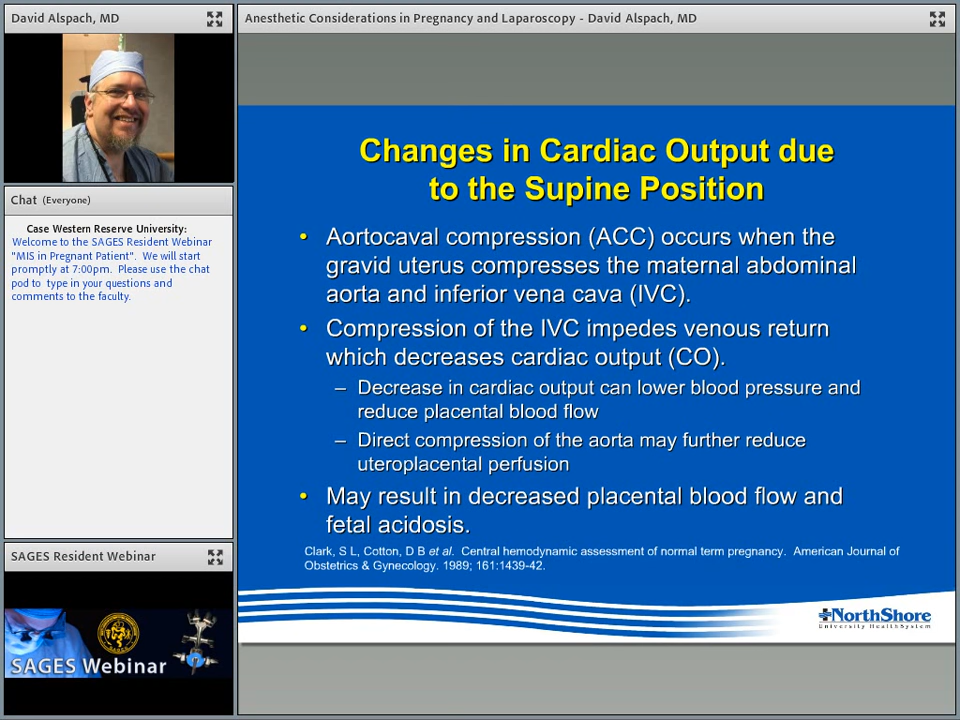 David Alspach, MD
Anesthetic Considerations in Pregnancy and Laparoscopy - David Alspach, MD
Chat (Everyone)
Case Western Reserve University:
Welcome to the SAGES Resident Webinar
"MIS in Pregnant Patient". We will start
promptly at 7:00pm. Please use the chat
pod to type in your questions and
comments to the faculty.
SAGES Resident Webinar
SAGES Webinar
Changes in Cardiac Output due
to the Supine Position
• Aortocaval compression (ACC) occurs when the
gravid uterus compresses the maternal abdominal
aorta and inferior vena cava (IVC).
• Compression of the IVC impedes venous return
which decreases cardiac output (CO).
– Decrease in cardiac output can lower blood pressure and
reduce placental blood flow
– Direct compression of the aorta may further reduce
uteroplacental perfusion
• May result in decreased placental blood flow and
fetal acidosis.
Clark, S L, Cotton, D B et al. Central hemodynamic assessment of normal term pregnancy. American Journal of
Obstetrics & Gynecology. 1989; 161:1439-42.
NorthShore
University HealthSystem